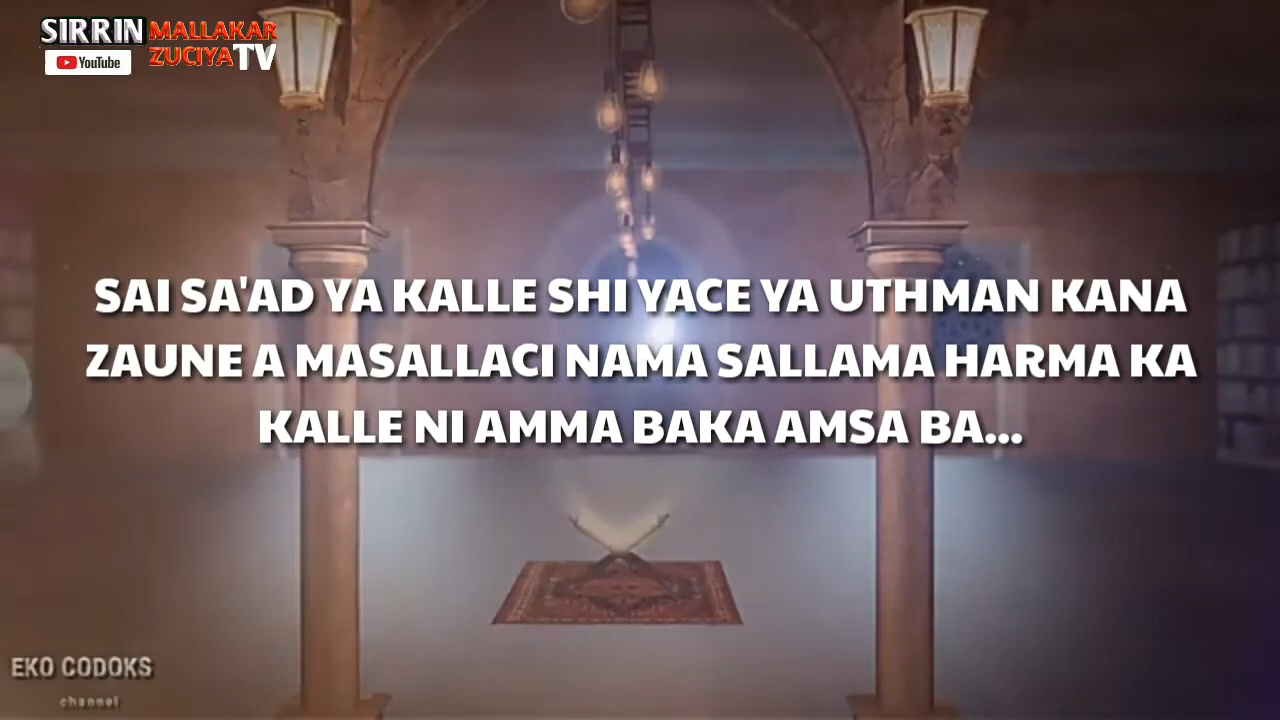 SIRRIN MALLAKAR
YouTube ZUCIYA TV
SAI SA'AD YA KALLE SHI YACE YA UTHMAN KANA
ZAUNE A MASALLACI NAMA SALLAMA HARMA KA
KALLE NI AMMA BAKA AMSA BA...
EKO CODOKS
channel